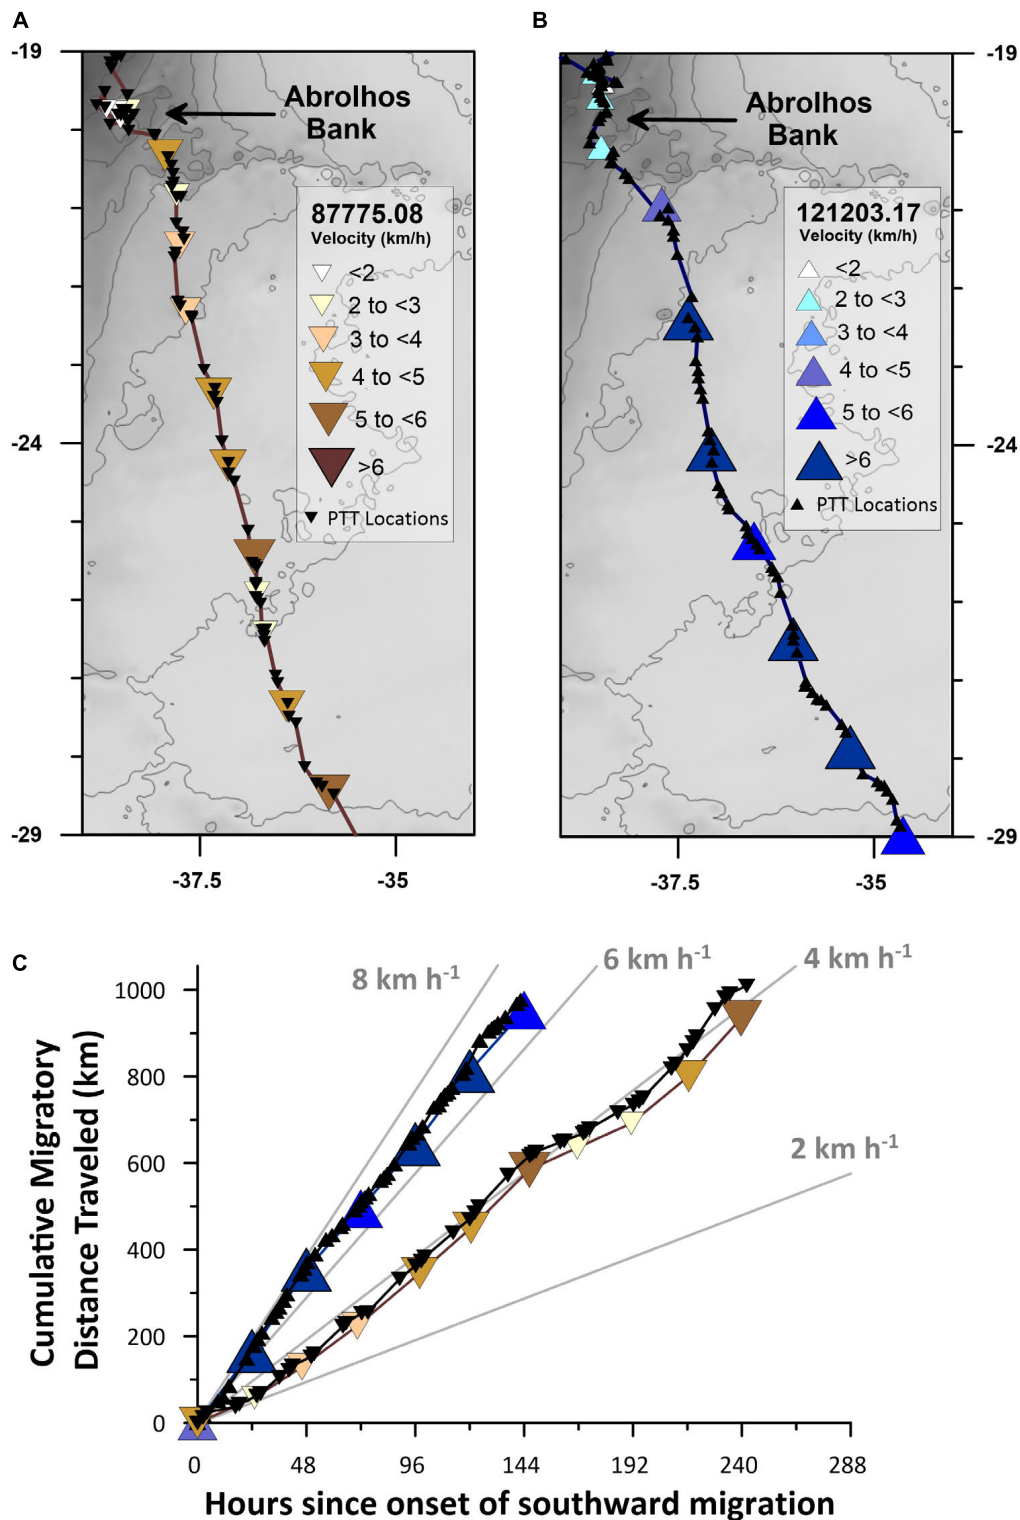 A
-19
Abrolhos
Bank
87775.08
Velocity (km/h)
<2
2 to <3
3 to <4
4 to <5
5 to <6
>6
PTT Locations
-24
-29
-37.5
-35
B
-19
Abrolhos
Bank
121203.17
Velocity (km/h)
<2
2 to <3
3 to <4
4 to <5
5 to <6
>6
PTT Locations
-24
-29
-37.5
-35
C
8 km h-1
6 km h-1
4 km h-1
2 km h-1
Cumulative Migratory
Distance Traveled (km)
1000
800
600
400
200
0
0 48 96 144 192 240 288
Hours since onset of southward migration